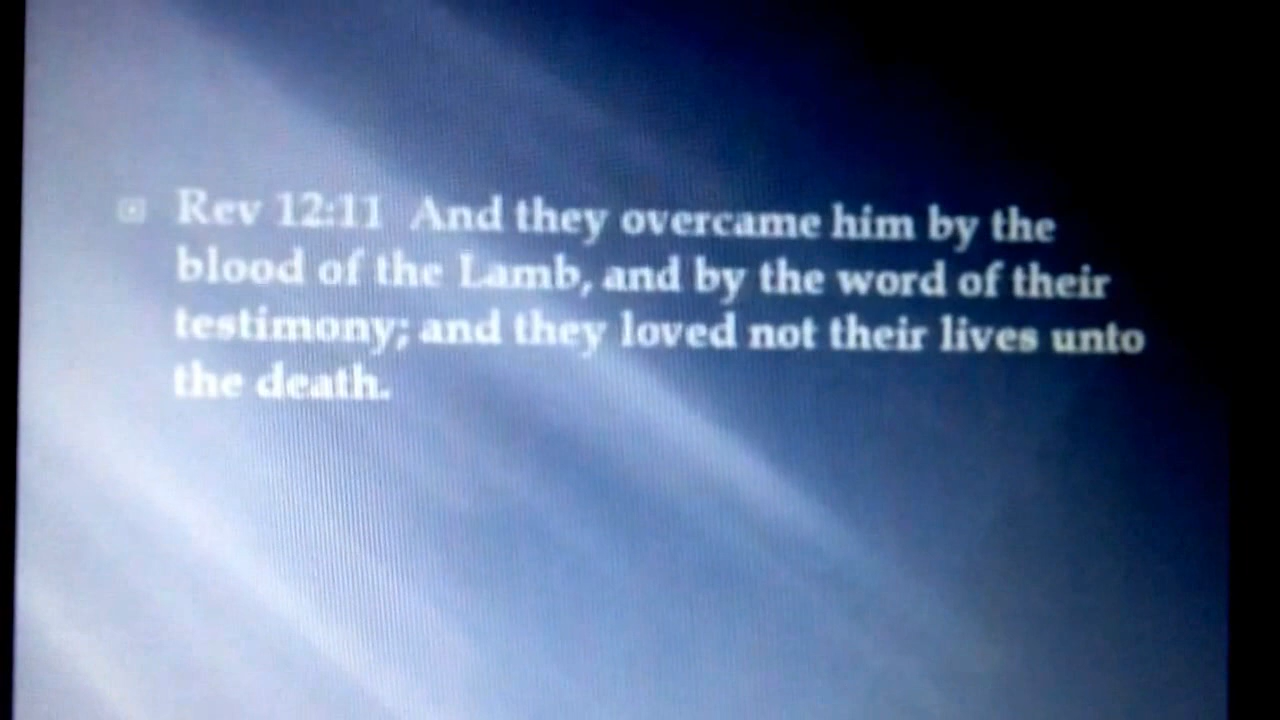 Rev 12:11 And they overcame him by the
blood of the Lamb, and by the word of their
testimony; and they loved not their lives unto
the death.